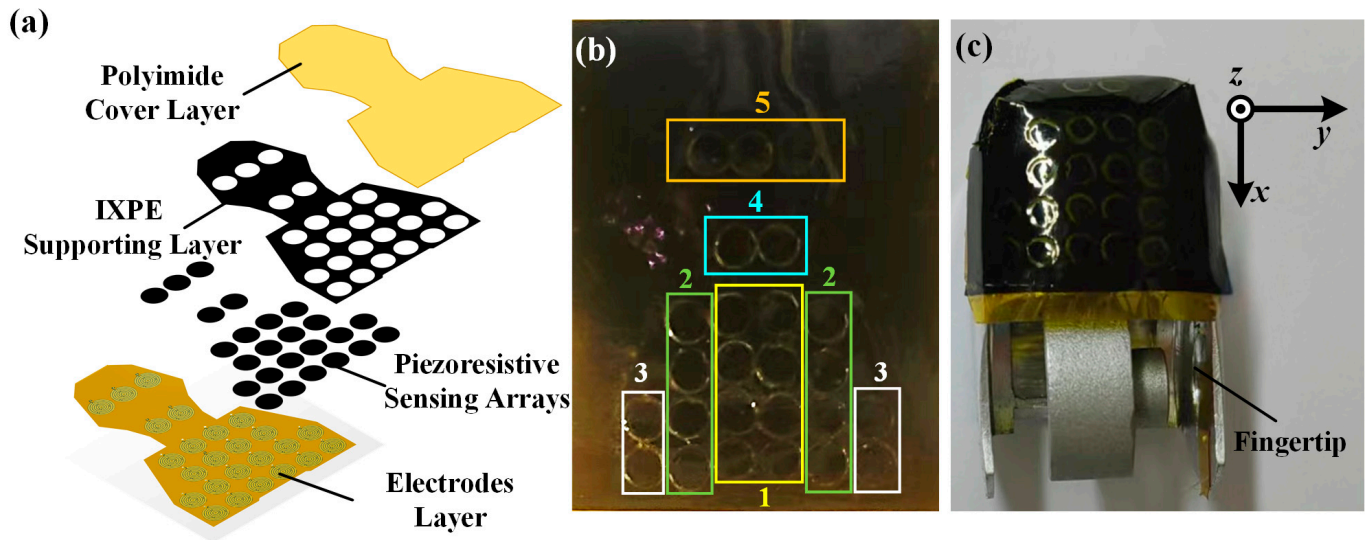 (a)
Polyimide
Cover Layer
IXPE
Supporting Layer
Piezoresistive
Sensing Arrays
Electrodes
Layer
(b)
5
4
2
2
3
3
1
(c)
z
y
x
Fingertip